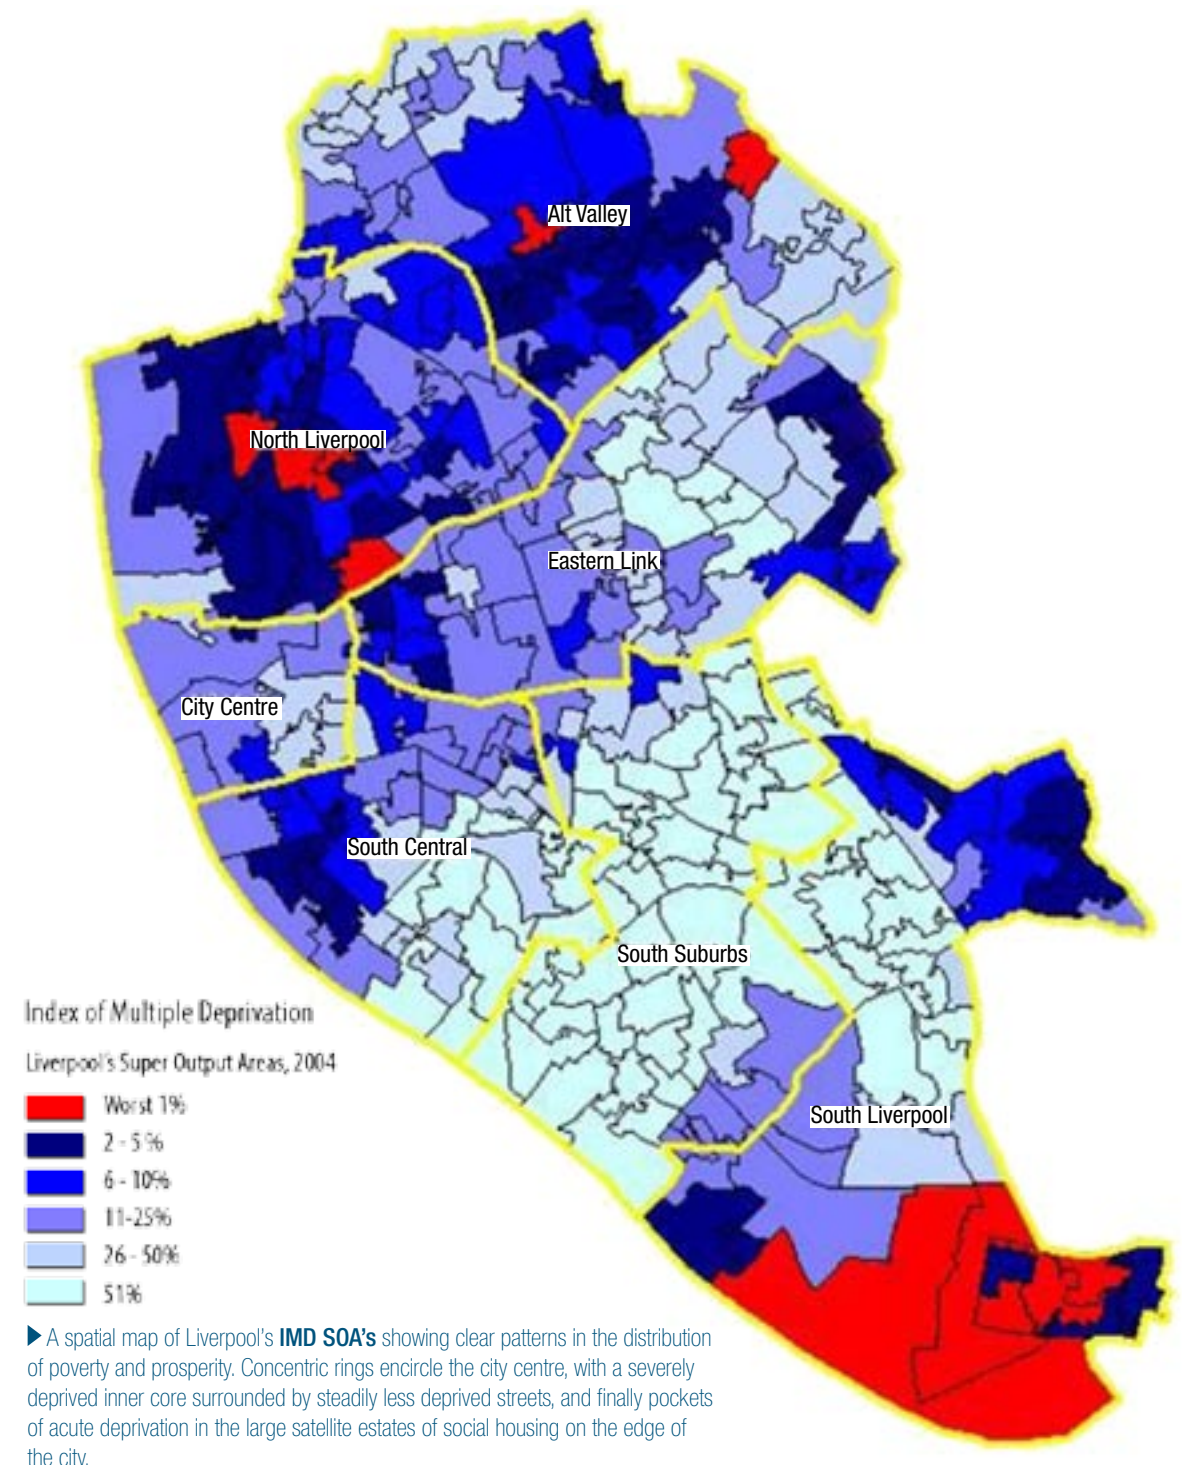 Alt Valley
North Liverpool
Eastern Link
City Centre
South Central
South Suburbs
South Liverpool
Index of Multiple Deprivation
Liverpool's Super Output Areas, 2004
Worst 1%
2 - 5 %
6 - 10%
11-25%
26 - 50%
51%
A spatial map of Liverpool's IMD SOA's showing clear patterns in the distribution
of poverty and prosperity. Concentric rings encircle the city centre, with a severely
deprived inner core surrounded by steadily less deprived streets, and finally pockets
of acute deprivation in the large satellite estates of social housing on the edge of
the city.